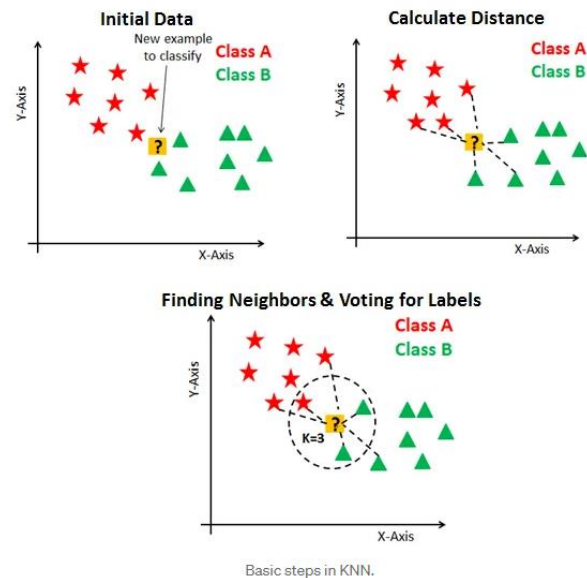 Initial Data
New example
to classify
Class A
Class B
?
Y-Axis
X-Axis
Calculate Distance
Class A
Class B
?
Y-Axis
X-Axis
Finding Neighbors & Voting for Labels
Class A
Class B
?
K=3
Y-Axis
X-Axis
Basic steps in KNN.